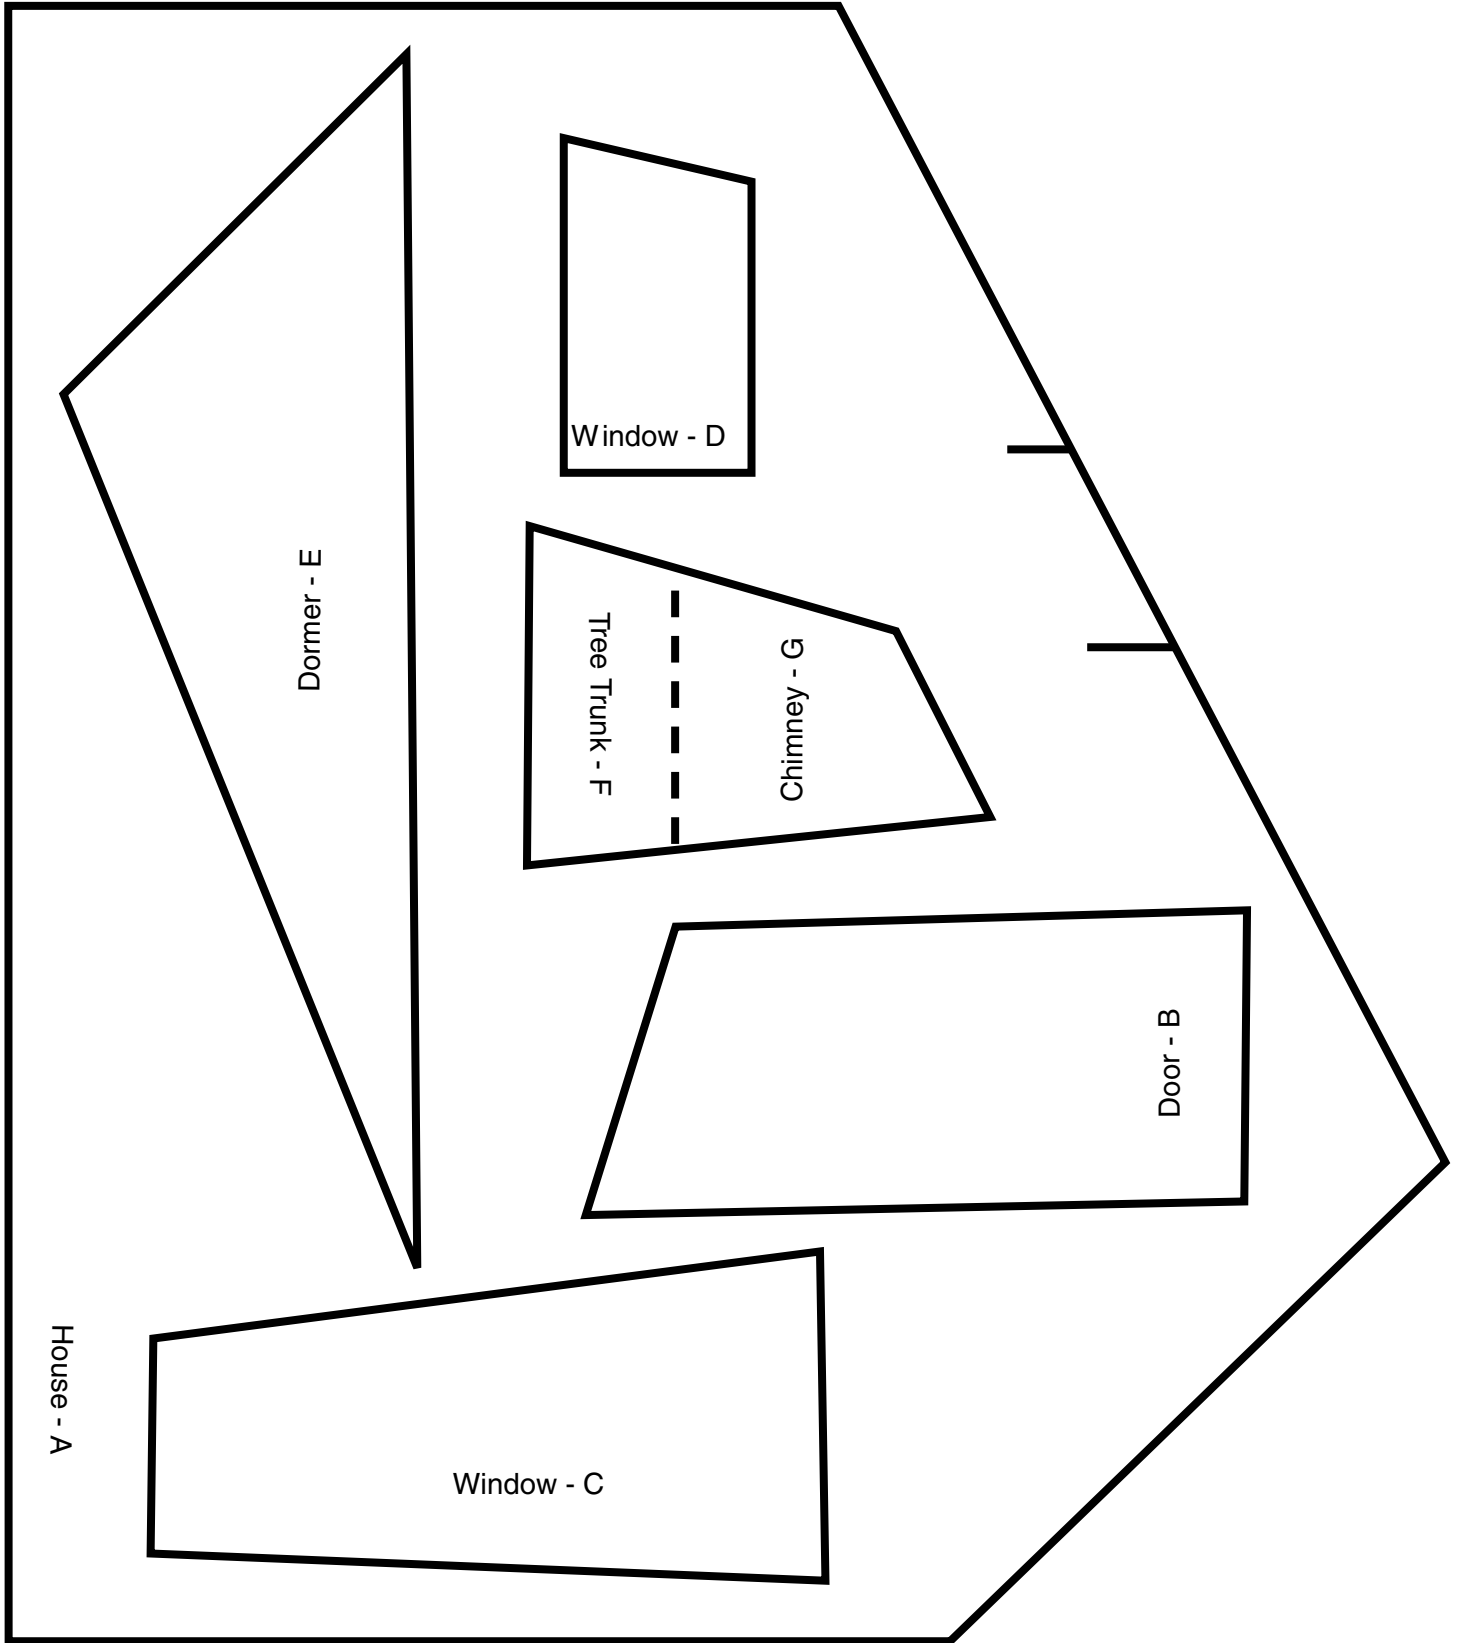 Window - D
Dormer - E
Tree Trunk - F
Chimney - G
Door - B
House - A
Window - C